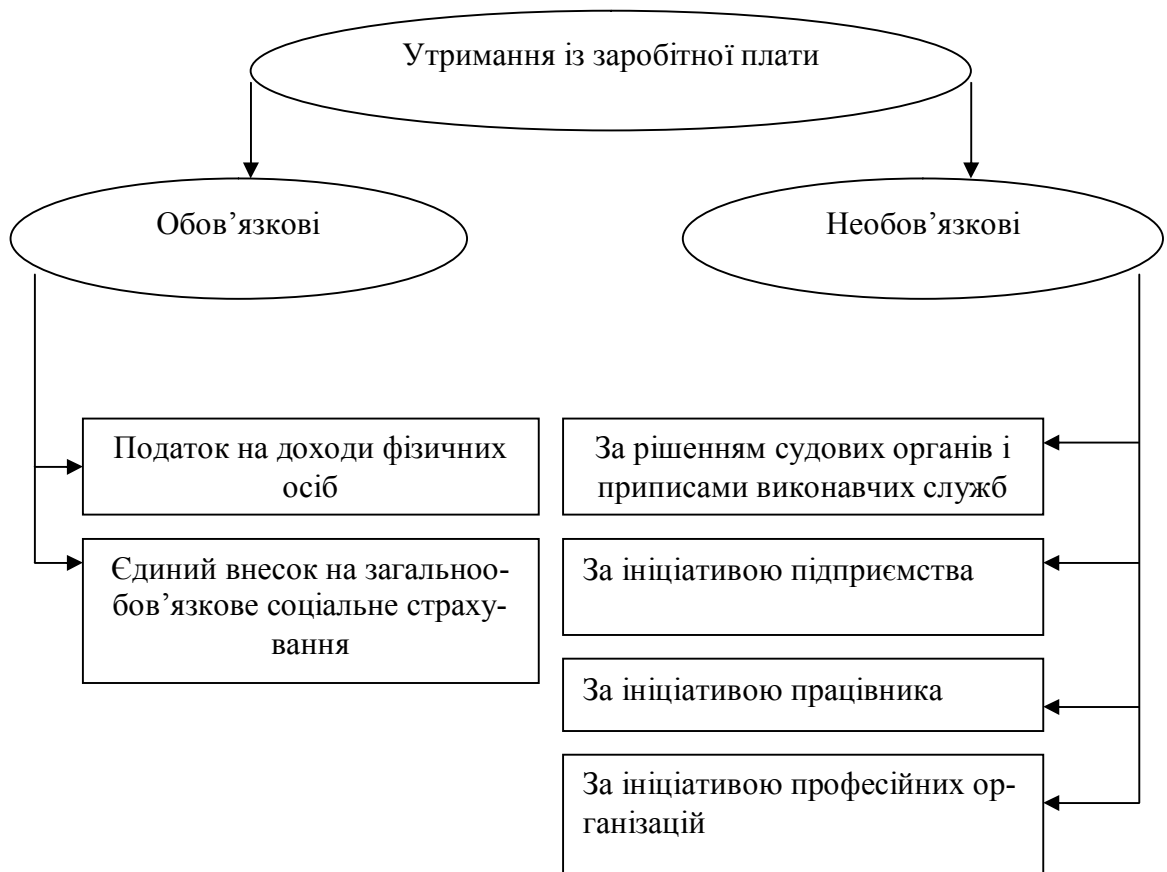 Утримання із заробітної плати
Обов’язкові
Необов’язкові
Податок на доходи фізичних
осіб
Єдиний внесок на загальноо-
бов’язкове соціальне страху-
вання
За рішенням судових органів і
приписами виконавчих служб
За ініціативою підприємства
За ініціативою працівника
За ініціативою професійних ор-
ганізацій